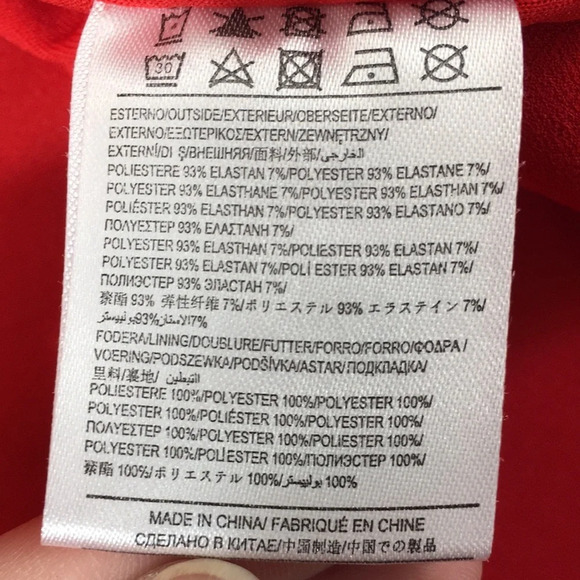 30
ESTERNO/OUTSIDE/EXTERIEUR/OBERSEITE/EXTERNO/
EXTERNO/ΕΞΩΤΕΡΙΚΟΣ/EXTERN/ZEWNĘTRZNY/
EXTERNÍ/DI Ş/ВНЕШНЯЯ/面料/外部/الخارجي/
POLIESTERE 93% ELASTAN 7%/POLYESTER 93% ELASTANE 7%/
POLYESTER 93% ELASTHANE 7%/POLYESTER 93% ELASTHAN 7%/
POLIÉSTER 93% ELASTHAN 7%/POLYESTER 93% ELASTANO 7%/
ΠΟΛΥΕΣΤΕΡ 93% ΕΛΑΣΤΑΝΗ 7%/
POLYESTER 93% ELASTHAN 7%/POLIESTER 93% ELASTAN 7%/
POLYESTER 93% ELASTAN 7%/POLİ ESTER 93% ELASTAN 7%/
ПОЛИЭСТЕР 93% ЭЛАСТАН 7%/
聚酯 93% 弹性纤维 7%/ポリエステル 93% エラステイン 7%/
7%الامتاز/93%بوليستر
FODERA/LINING/DOUBLURE/FUTTER/FORRO/FORRO/ΦΟΔΡΑ/
VOERING/PODSZEWKA/PODŠÍVKA/ASTAR/ПОДКЛАДКА/
里料/裏地/ التبطين/
POLIESTERE 100%/POLYESTER 100%/POLYESTER 100%/
POLYESTER 100%/POLIÉSTER 100%/POLYESTER 100%/
ΠΟΛΥΕΣΤΕΡ 100%/POLYESTER 100%/POLIESTER 100%/
POLYESTER 100%/POLİESTER 100%/ПОЛИЭСТЕР 100%/
聚酯 100%/ポリエステル 100%/بوليستر 100%
MADE IN CHINA/ FABRIQUÉ EN CHINE
СДЕЛАНО В КИТАЕ/中国制造/中国での製品